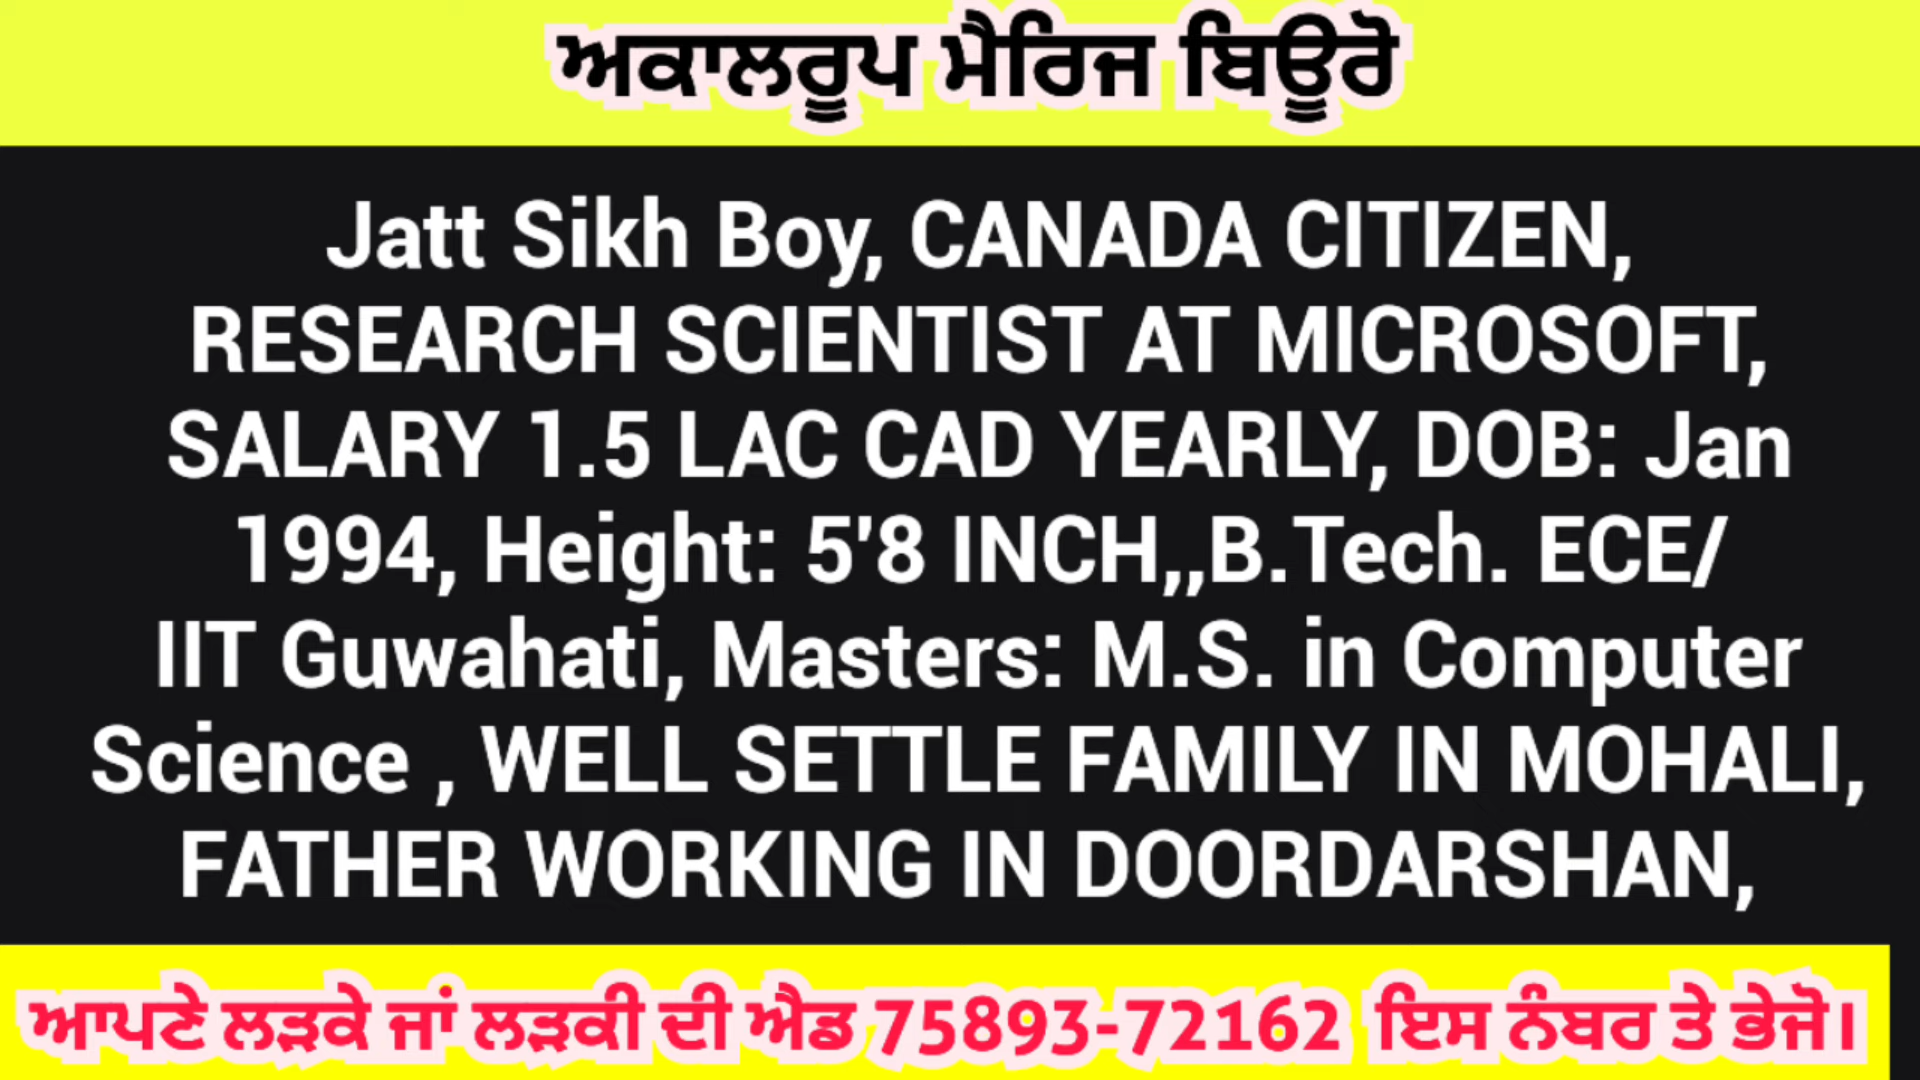 ਅਕਾਲਰੂਪ ਮੈਰਿਜ ਬਿਊਰੋ
Jatt Sikh Boy, CANADA CITIZEN,
RESEARCH SCIENTIST AT MICROSOFT,
SALARY 1.5 LAC CAD YEARLY, DOB: Jan
1994, Height: 5'8 INCH,,B.Tech. ECE/
IIT Guwahati, Masters: M.S. in Computer
Science , WELL SETTLE FAMILY IN MOHALI,
FATHER WORKING IN DOORDARSHAN,
ਆਪਣੇ ਲੜਕੇ ਜਾਂ ਲੜਕੀ ਦੀ ਐਡ 75893-72162 ਇਸ ਨੰਬਰ ਤੇ ਭੇਜੋ।